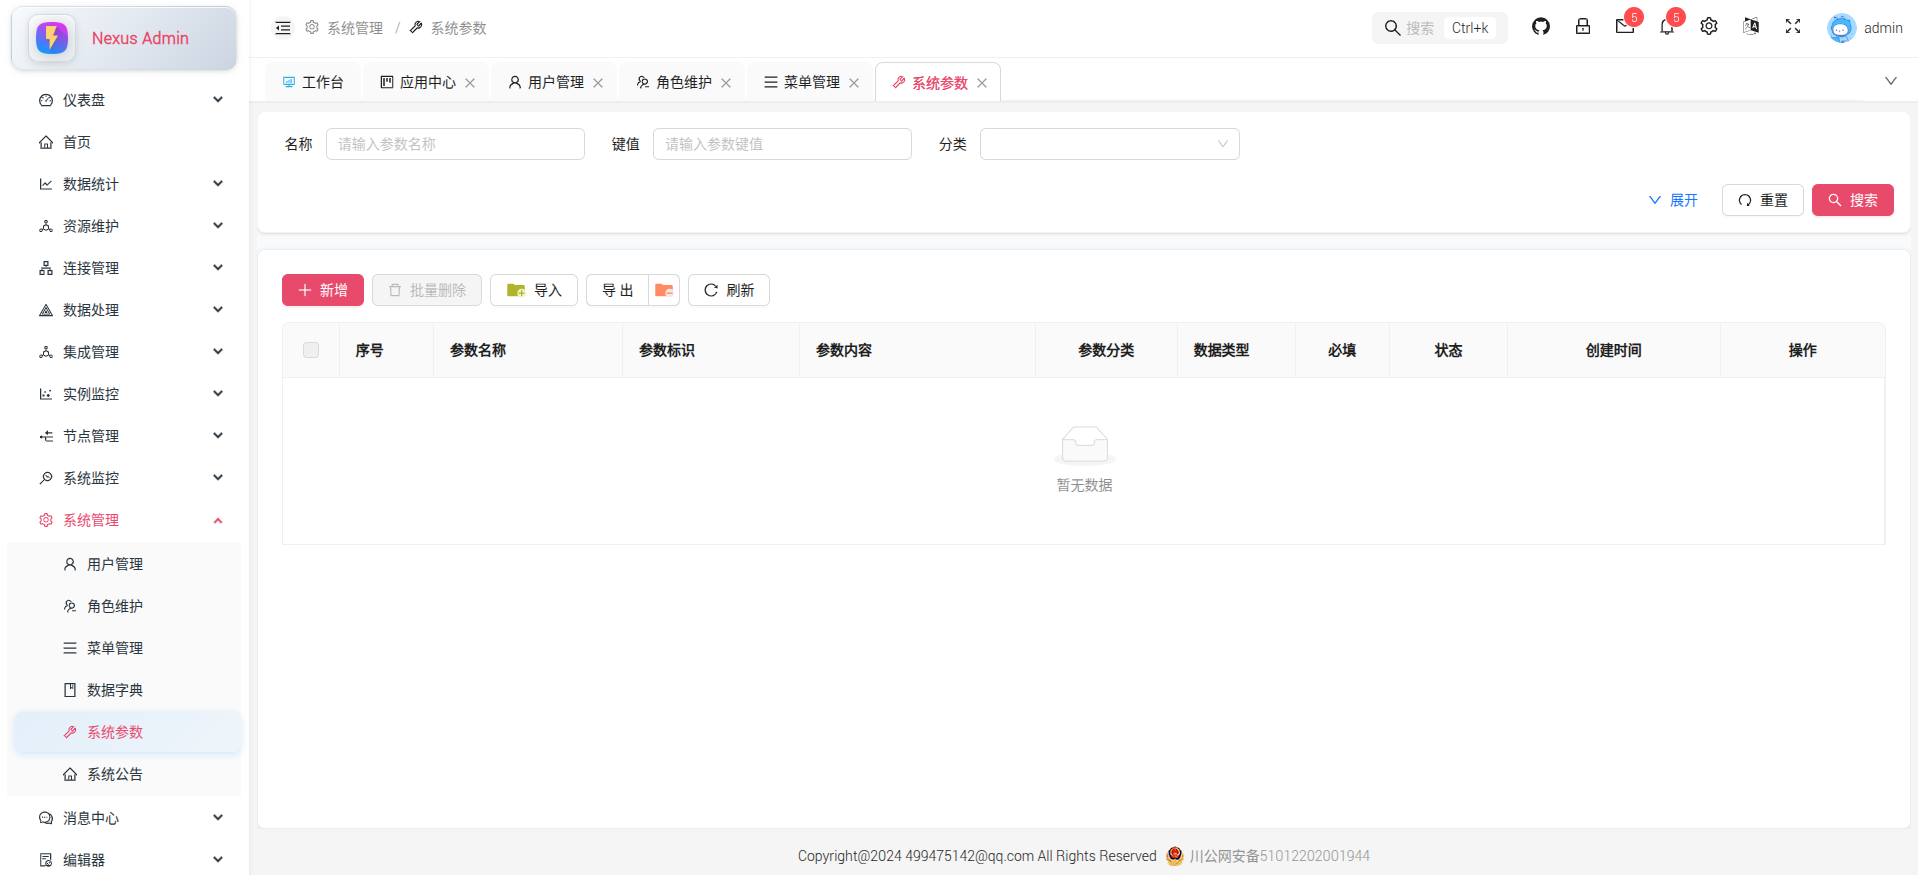 Nexus Admin
仪表盘
首页
数据统计
资源维护
连接管理
数据处理
集成管理
实例监控
节点管理
系统监控
系统管理
用户管理
角色维护
菜单管理
数据字典
系统参数
系统公告
消息中心
编辑器
系统管理 / 系统参数
搜索 Ctrl+k
5
5
admin
工作台 应用中心 用户管理 角色维护 菜单管理 系统参数
名称 请输入参数名称 键值 请输入参数键值 分类
展开 重置 搜索
新增 批量删除 导入 导出 刷新
序号 参数名称 参数标识 参数内容 参数分类 数据类型 必填 状态 创建时间 操作
暂无数据
Copyright@2024 499475142@qq.com All Rights Reserved 川公网安备51012202001944